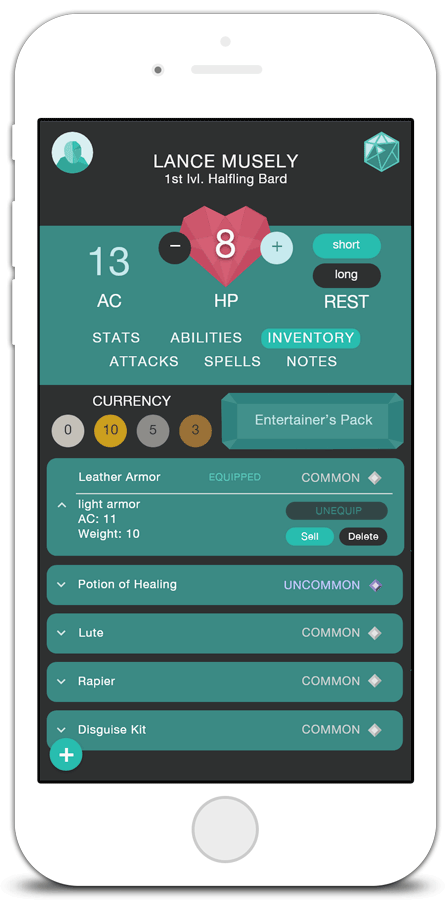 LANCE MUSELY
1st lvl. Halfling Bard
13
AC
−
8
+
HP
short
long
REST
STATS ABILITIES INVENTORY
ATTACKS SPELLS NOTES
CURRENCY
0 10 5 3
Entertainer's Pack
Leather Armor EQUIPPED COMMON
light armor
AC: 11
Weight: 10
UNEQUIP
Sell Delete
Potion of Healing UNCOMMON
Lute COMMON
Rapier COMMON
Disguise Kit COMMON
+